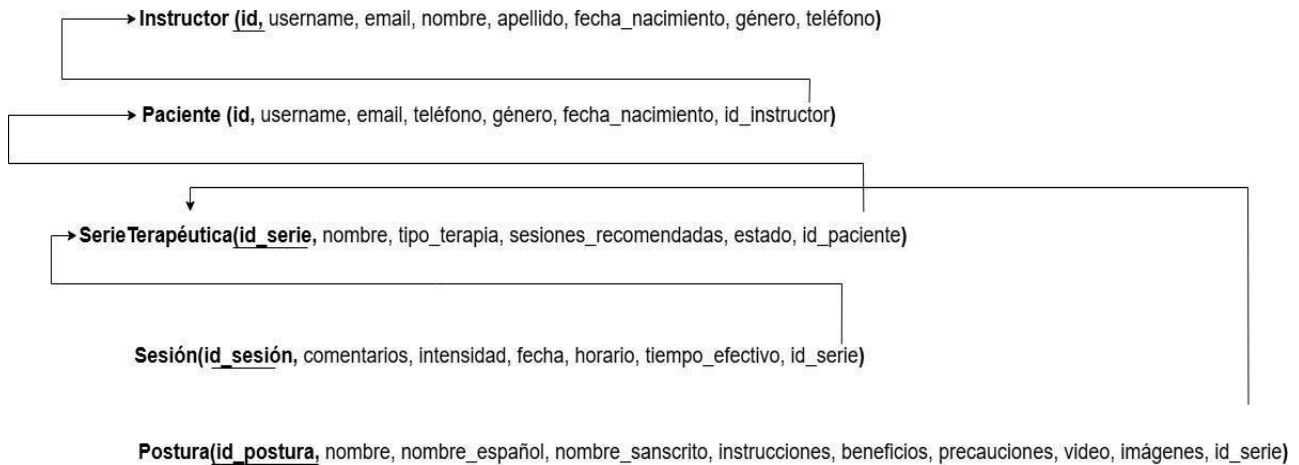 Instructor (id, username, email, nombre, apellido, fecha_nacimiento, género, teléfono)
Paciente (id, username, email, teléfono, género, fecha_nacimiento, id_instructor)
SerieTerapéutica(id_serie, nombre, tipo_terapia, sesiones_recomendadas, estado, id_paciente)
Sesión(id_sesión, comentarios, intensidad, fecha, horario, tiempo_efectivo, id_serie)
Postura(id_postura, nombre, nombre_español, nombre_sanscrito, instrucciones, beneficios, precauciones, video, imágenes, id_serie)